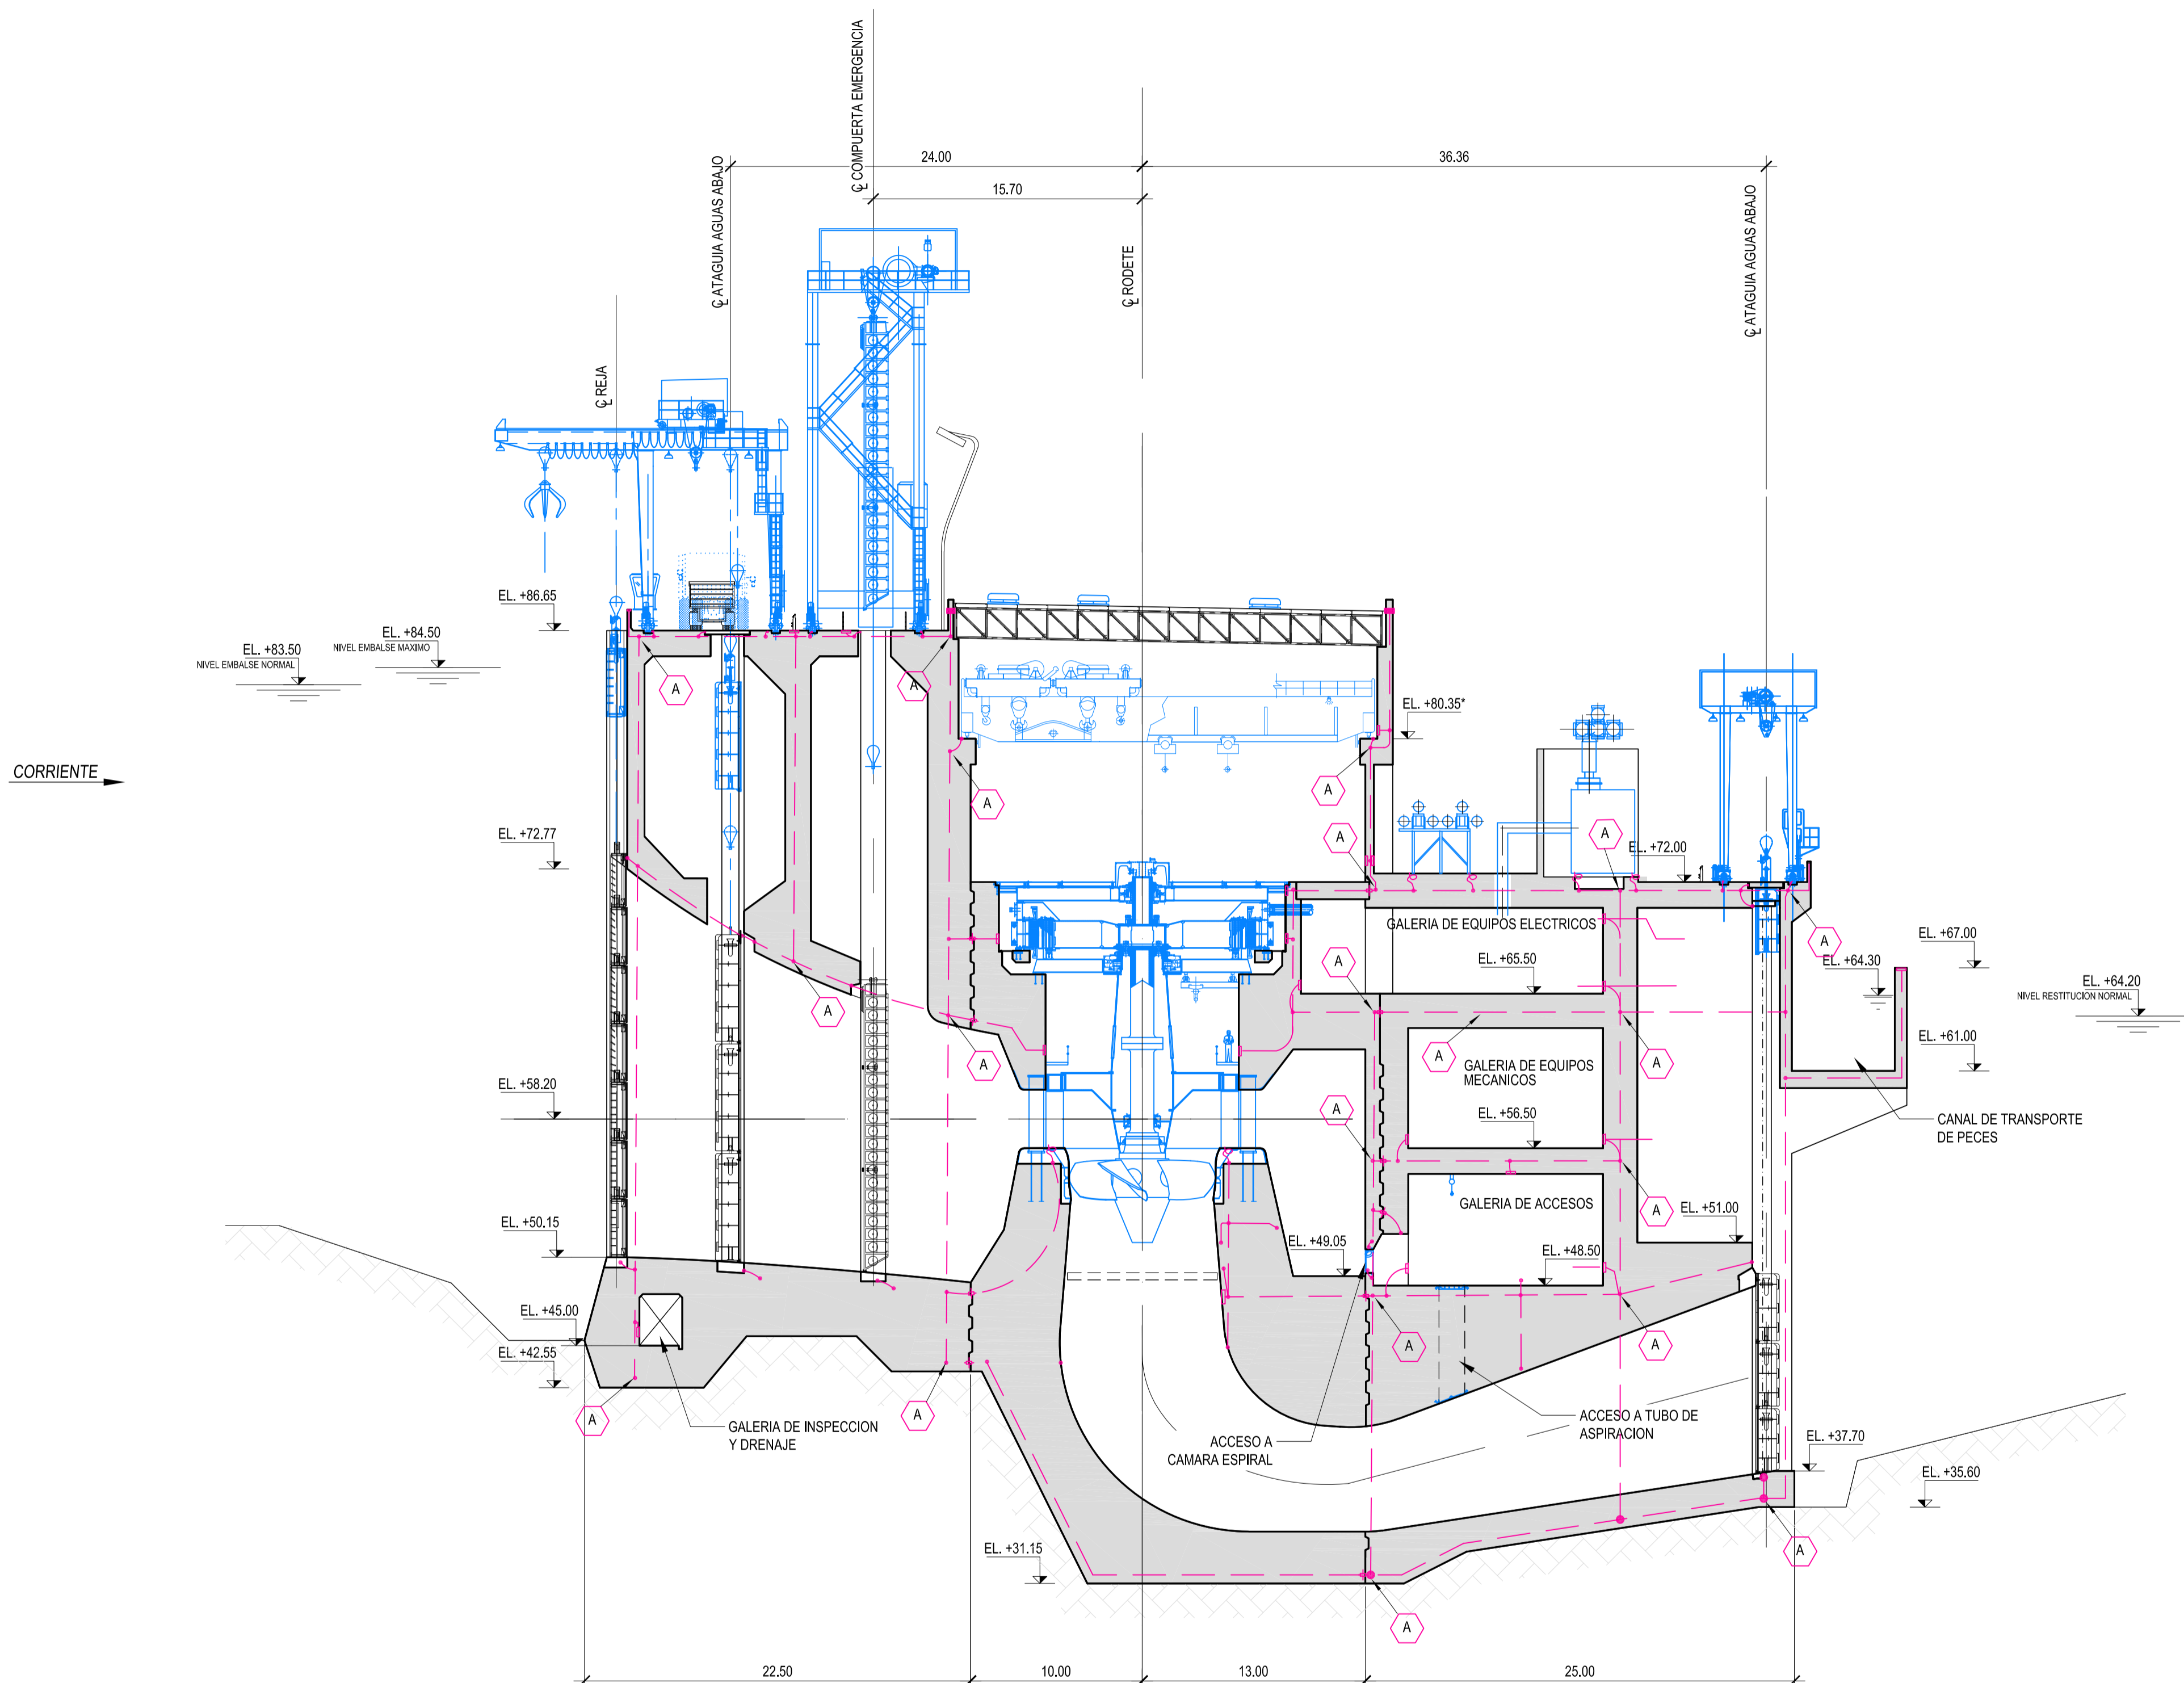 ℄ COMPUERTA EMERGENCIA
℄ ATAGUIA AGUAS ABAJO
24.00
36.36
15.70
℄ ATAGUIA AGUAS ABAJO
℄ RODETE
℄ REJA
EL. +86.65
EL. +84.50
NIVEL EMBALSE MAXIMO
EL. +83.50
NIVEL EMBALSE NORMAL
A
A
EL. +80.35*
CORRIENTE
A
A
A
A
EL. +72.77
EL. +72.00
GALERIA DE EQUIPOS ELECTRICOS
A
EL. +67.00
EL. +65.50
A
EL. +64.30
EL. +64.20
NIVEL RESTITUCION NORMAL
A
A
A
A
EL. +61.00
GALERIA DE EQUIPOS
MECANICOS
EL. +58.20
A
EL. +56.50
CANAL DE TRANSPORTE
DE PECES
GALERIA DE ACCESOS
A
EL. +51.00
EL. +50.15
EL. +49.05
EL. +48.50
EL. +45.00
A
A
EL. +42.55
A
A
GALERIA DE INSPECCION
Y DRENAJE
ACCESO A
CAMARA ESPIRAL
ACCESO A TUBO DE
ASPIRACION
EL. +37.70
EL. +35.60
EL. +31.15
A
A
22.50
10.00
13.00
25.00